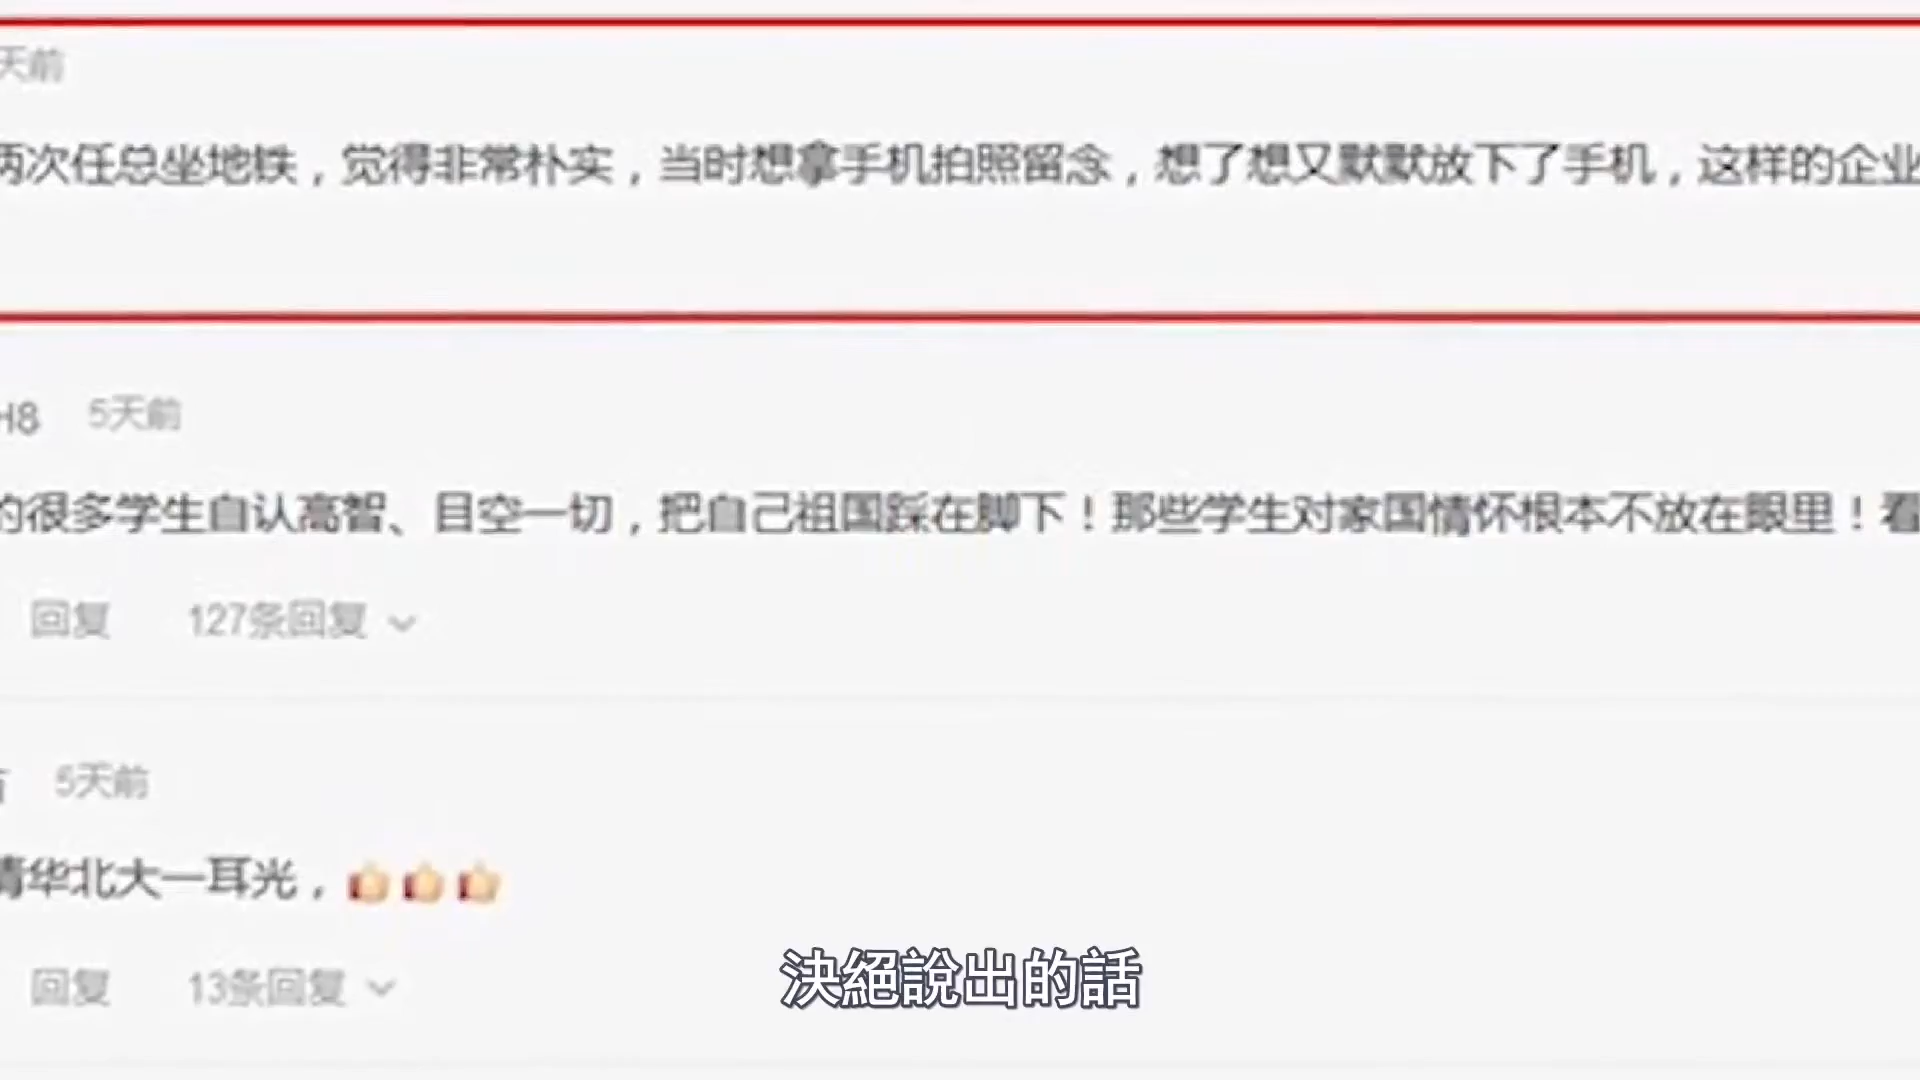 天前
两次任总坐地铁，觉得非常朴实，当时想拿手机拍照留念，想了想又默默放下了手机，这样的企业
H8 5天前
的很多学生自认高智、目空一切，把自己祖国踩在脚下！那些学生对家国情怀根本不放在眼里！看
回复 127条回复
5天前
清华北大一耳光，👍👍👍
回复 13条回复
決絕說出的話